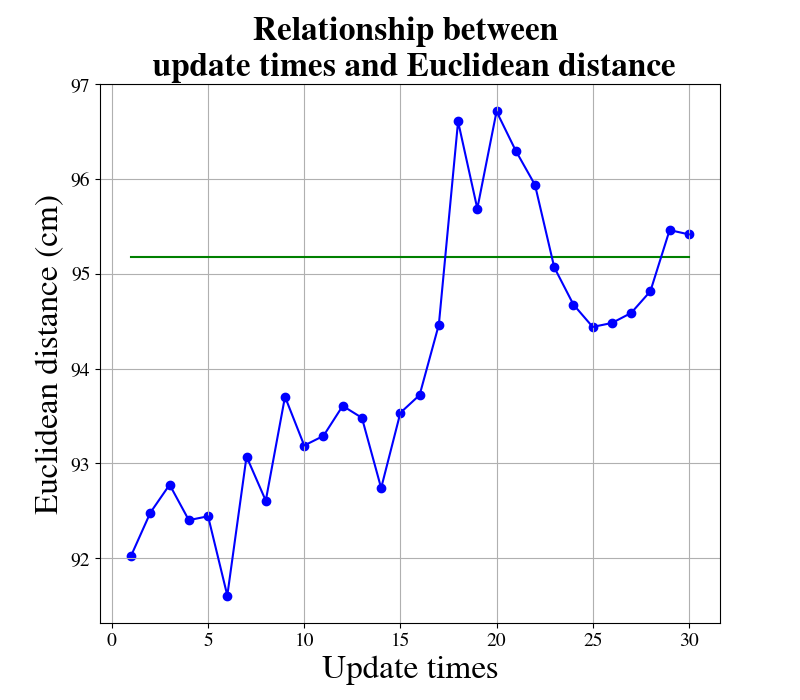 Relationship between
update times and Euclidean distance
97
96
95
94
93
92
Euclidean distance (cm)
0 5 10 15 20 25 30
Update times